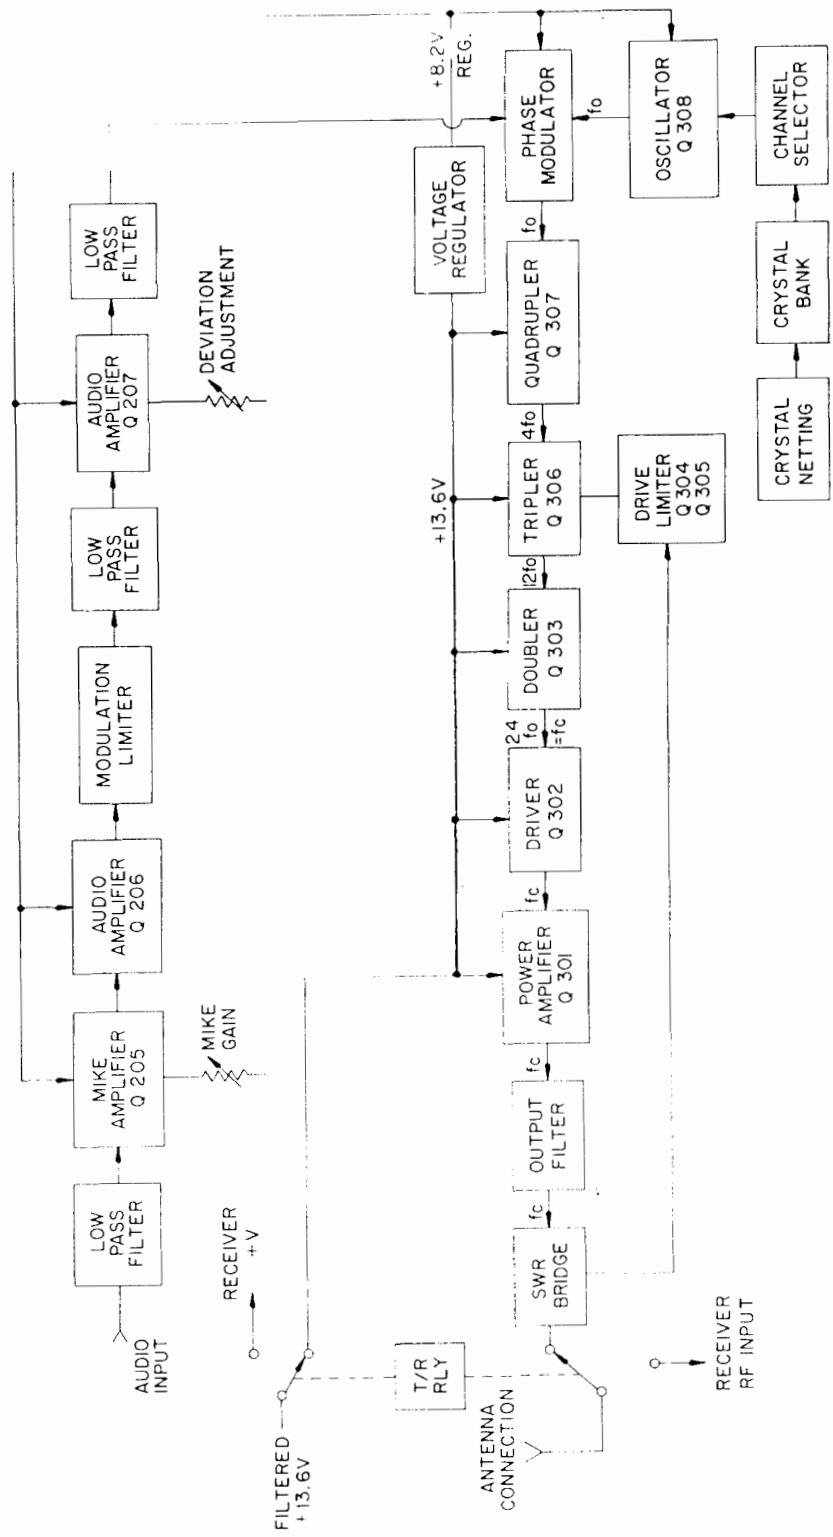 AUDIO
INPUT
LOW
PASS
FILTER
MIKE
AMPLIFIER
Q 205
MIKE
GAIN
AUDIO
AMPLIFIER
Q 206
MODULATION
LIMITER
LOW
PASS
FILTER
AUDIO
AMPLIFIER
Q 207
DEVIATION
ADJUSTMENT
LOW
PASS
FILTER
RECEIVER
+V
FILTERED
+13.6V
T/R
RLY
ANTENNA
CONNECTION
RECEIVER
RF INPUT
SWR
BRIDGE
fc
OUTPUT
FILTER
fc
POWER
AMPLIFIER
Q 301
fc
DRIVER
Q 302
24
fo
=fc
DOUBLER
Q 303
12fo
TRIPLER
Q 306
4fo
QUADRUPLER
Q 307
fo
PHASE
MODULATOR
+13.6V
VOLTAGE
REGULATOR
+8.2V
REG.
fo
OSCILLATOR
Q 308
DRIVE
LIMITER
Q 304
Q 305
CRYSTAL
NETTING
CRYSTAL
BANK
CHANNEL
SELECTOR